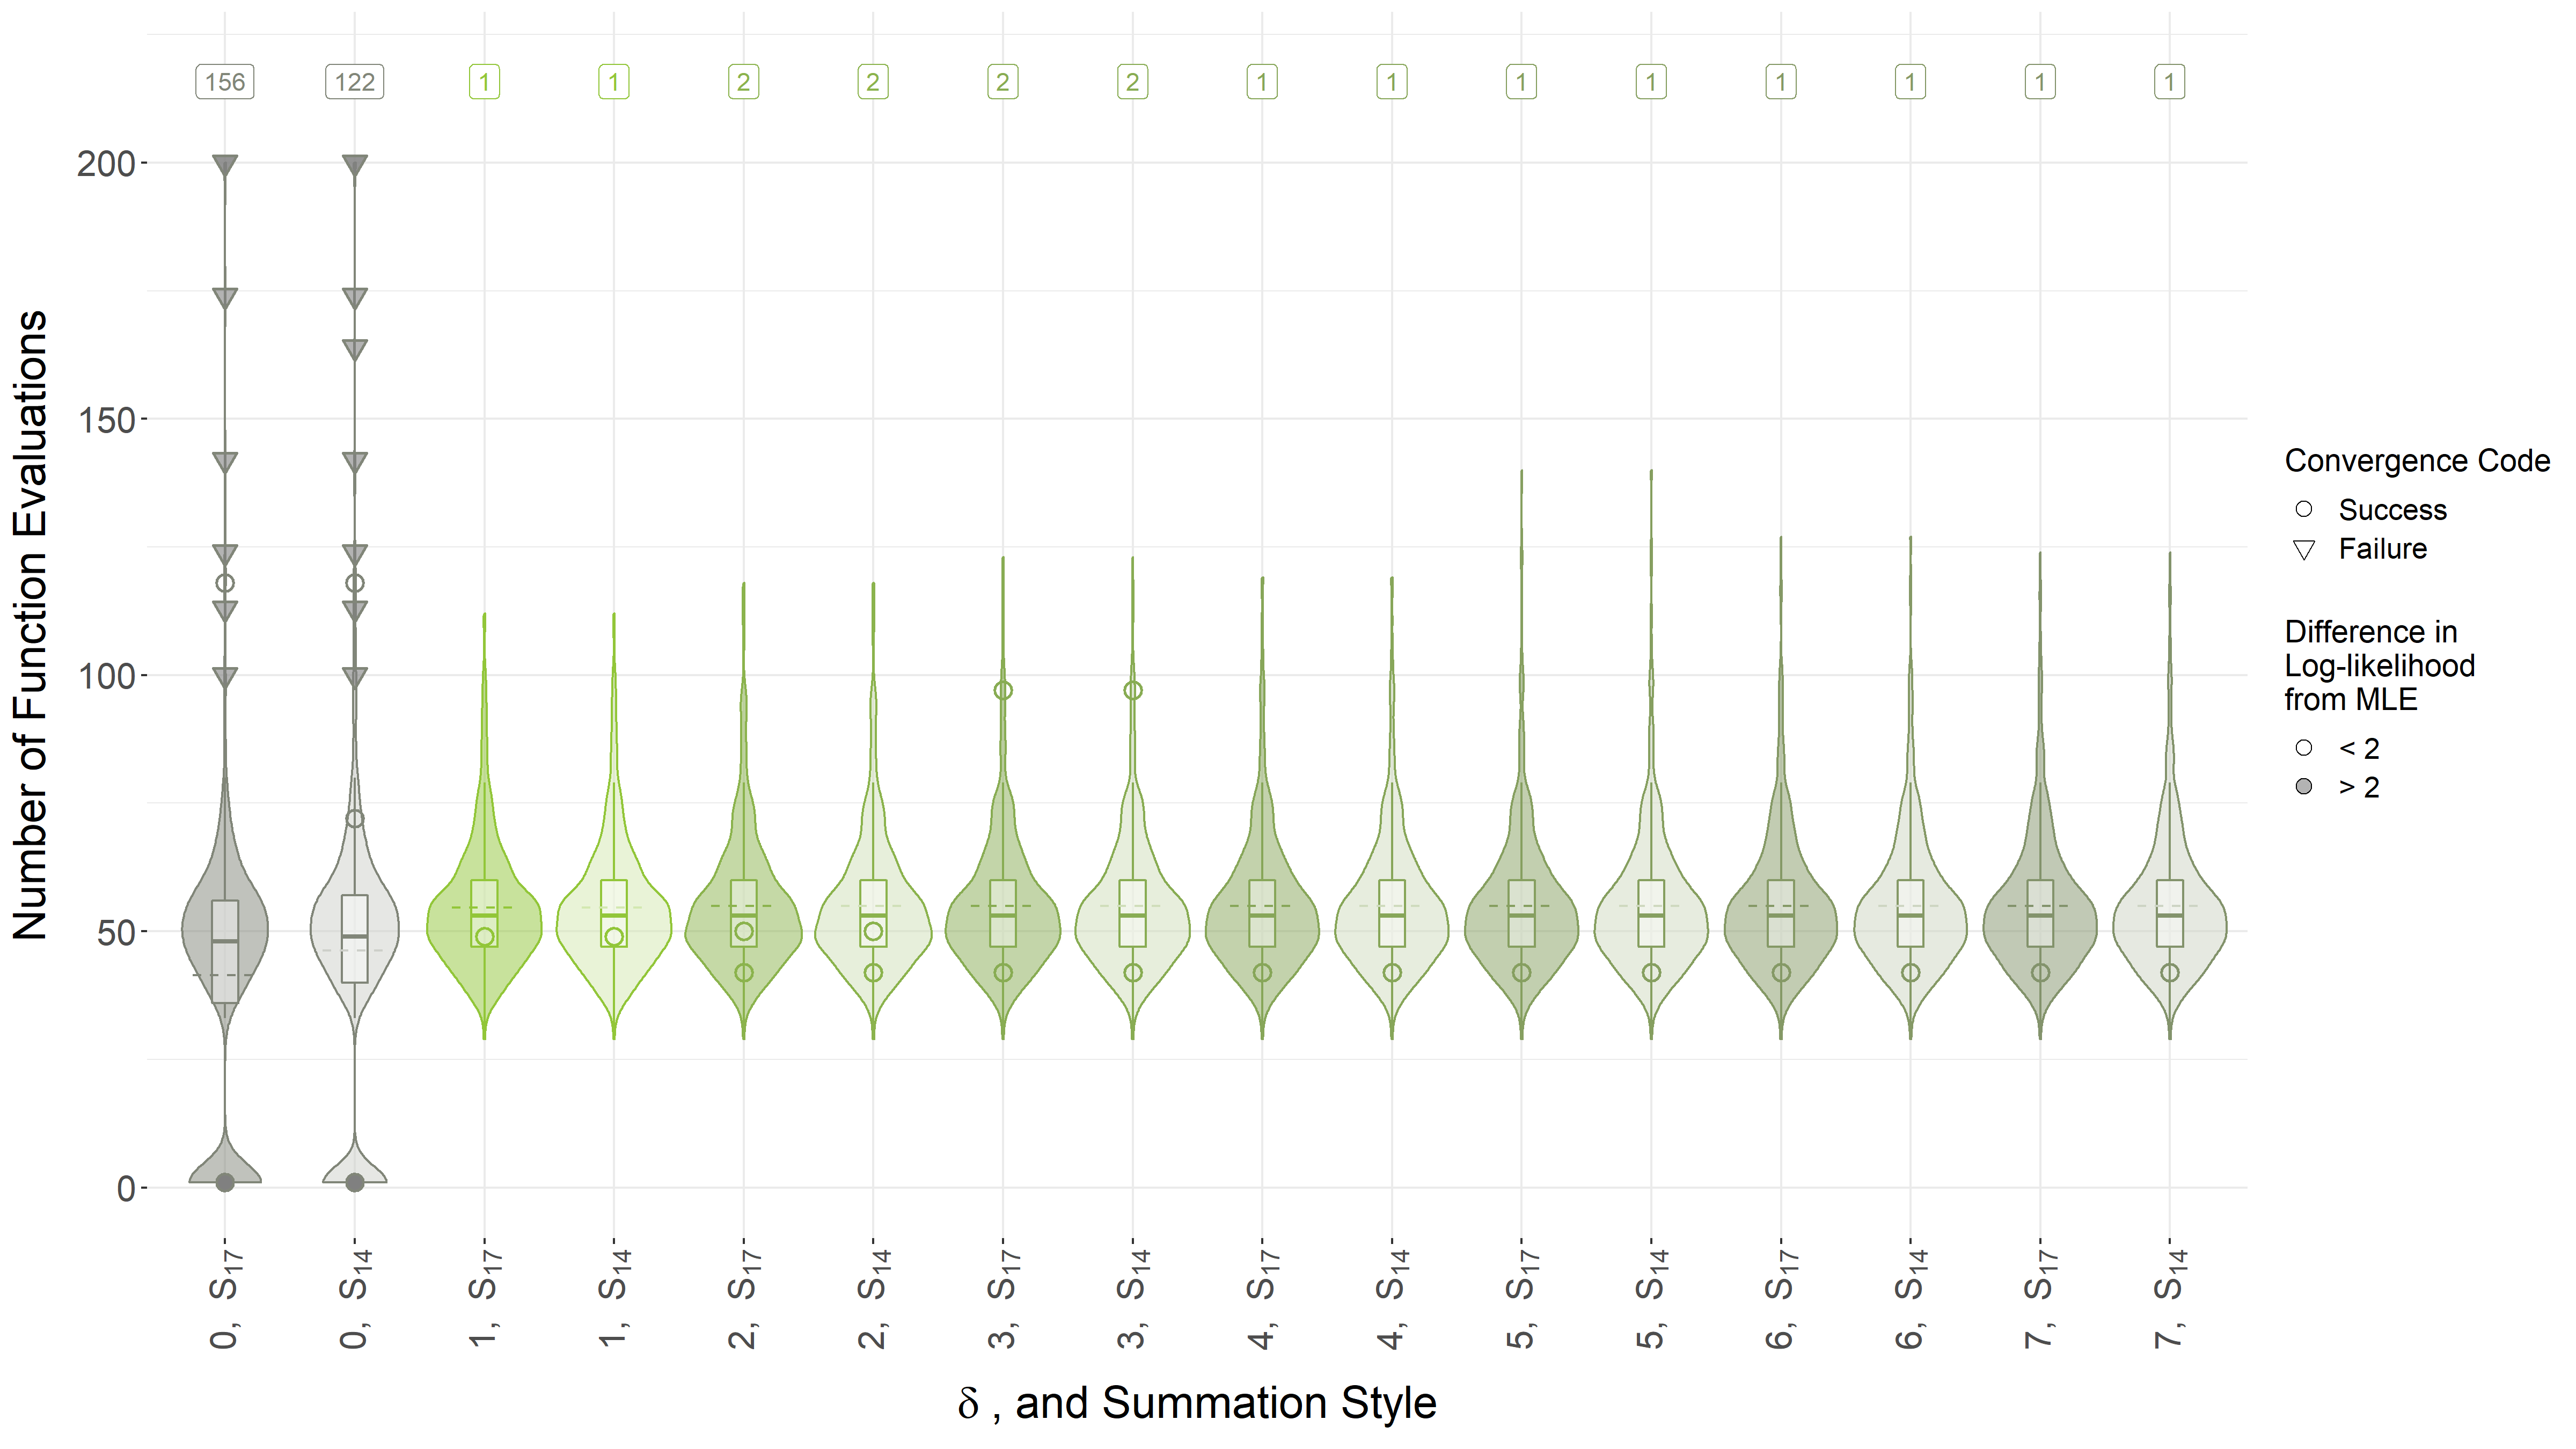 156 122 1 1 2 2 2 2 1 1 1 1 1 1 1 1
200
150
100
50
0
Number of Function Evaluations
0, S17
0, S14
1, S17
1, S14
2, S17
2, S14
3, S17
3, S14
4, S17
4, S14
5, S17
5, S14
6, S17
6, S14
7, S17
7, S14
δ , and Summation Style
Convergence Code
Success
Failure
Difference in
Log-likelihood
from MLE
< 2
> 2